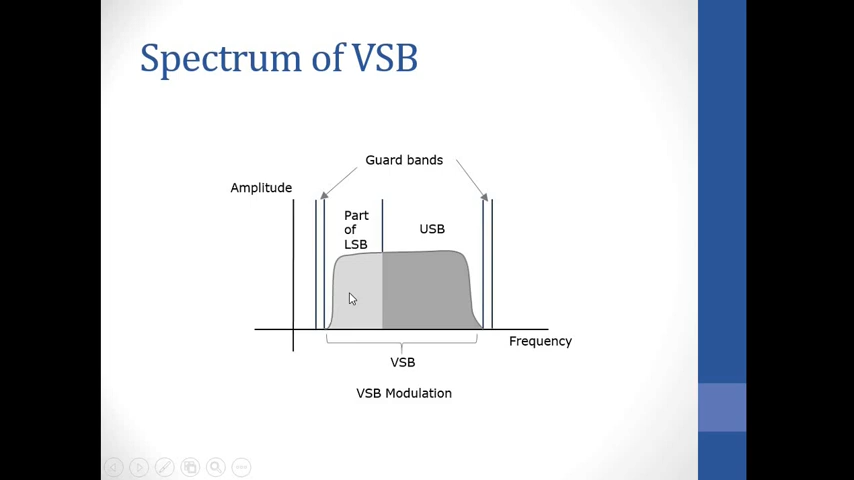 Spectrum of VSB
Guard bands
Amplitude
Part
of
LSB
USB
Frequency
VSB
VSB Modulation